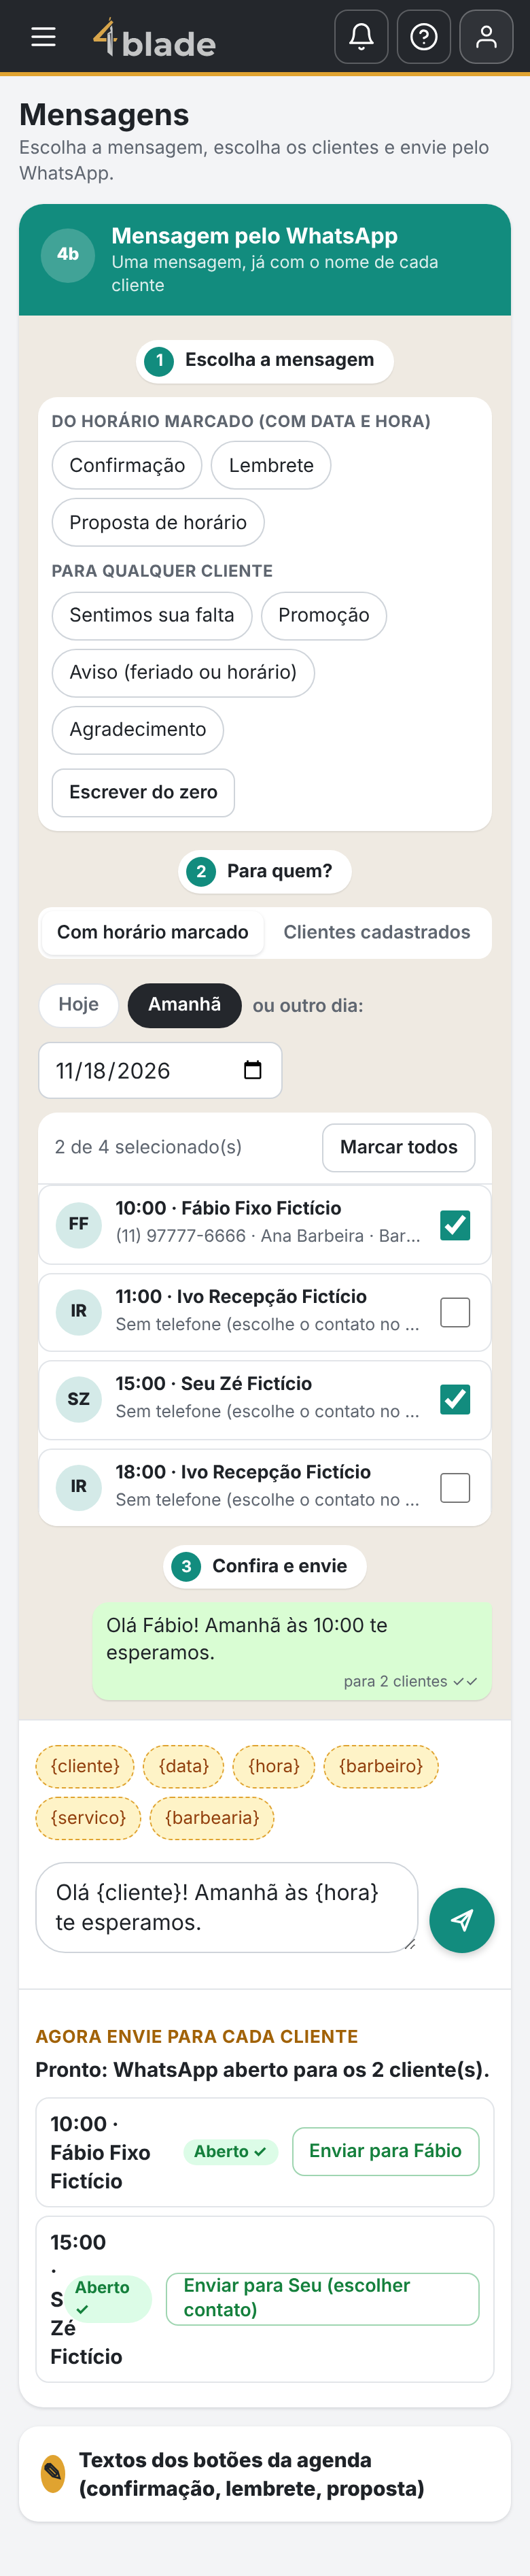 4blade
Mensagens
Escolha a mensagem, escolha os clientes e envie pelo
WhatsApp.
4b
Mensagem pelo WhatsApp
Uma mensagem, já com o nome de cada
cliente
1 Escolha a mensagem
DO HORÁRIO MARCADO (COM DATA E HORA)
Confirmação Lembrete
Proposta de horário
PARA QUALQUER CLIENTE
Sentimos sua falta Promoção
Aviso (feriado ou horário)
Agradecimento
Escrever do zero
2 Para quem?
Com horário marcado Clientes cadastrados
Hoje Amanhã ou outro dia:
11/18/2026
2 de 4 selecionado(s) Marcar todos
FF
10:00 · Fábio Fixo Fictício
(11) 97777-6666 · Ana Barbeira · Bar...
IR
11:00 · Ivo Recepção Fictício
Sem telefone (escolhe o contato no ...
SZ
15:00 · Seu Zé Fictício
Sem telefone (escolhe o contato no ...
IR
18:00 · Ivo Recepção Fictício
Sem telefone (escolhe o contato no ...
3 Confira e envie
Olá Fábio! Amanhã às 10:00 te
esperamos.
para 2 clientes ✓✓
{cliente} {data} {hora} {barbeiro}
{servico} {barbearia}
Olá {cliente}! Amanhã às {hora}
te esperamos.
AGORA ENVIE PARA CADA CLIENTE
Pronto: WhatsApp aberto para os 2 cliente(s).
10:00 ·
Fábio Fixo
Fictício
Aberto ✓
Enviar para Fábio
15:00
·
S
Zé
Fictício
Aberto
✓
Enviar para Seu (escolher
contato)
Textos dos botões da agenda
(confirmação, lembrete, proposta)